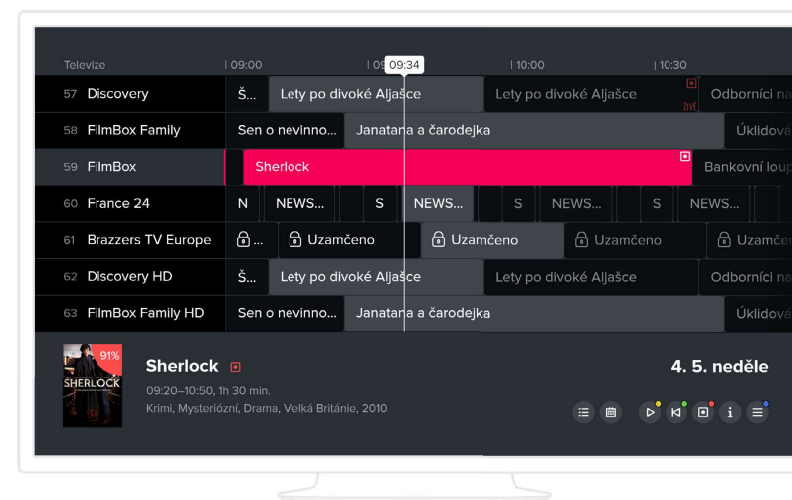 Televize | 09:00 | 09 09:34 | 10:00 | 10:30
57 Discovery Š... Lety po divoké Aljašce Lety po divoké Aljašce ŽIVĚ Odborníci na
58 FilmBox Family Sen o nevinno... Janatana a čarodejka Úklidová
59 FilmBox Sherlock Bankovní loup
60 France 24 N NEWS... S NEWS... S NEWS... S NEWS...
61 Brazzers TV Europe ... Uzamčeno Uzamčeno Uzamčeno Uzamčen
62 Discovery HD Š... Lety po divoké Aljašce Lety po divoké Aljašce Odborníci na
63 FilmBox Family HD Sen o nevinno... Janatana a čarodejka Úklidová
91%
SHERLOCK
Sherlock
09:20–10:50, 1h 30 min.
Krimi, Mysteriózní, Drama, Velká Británie, 2010
4. 5. neděle